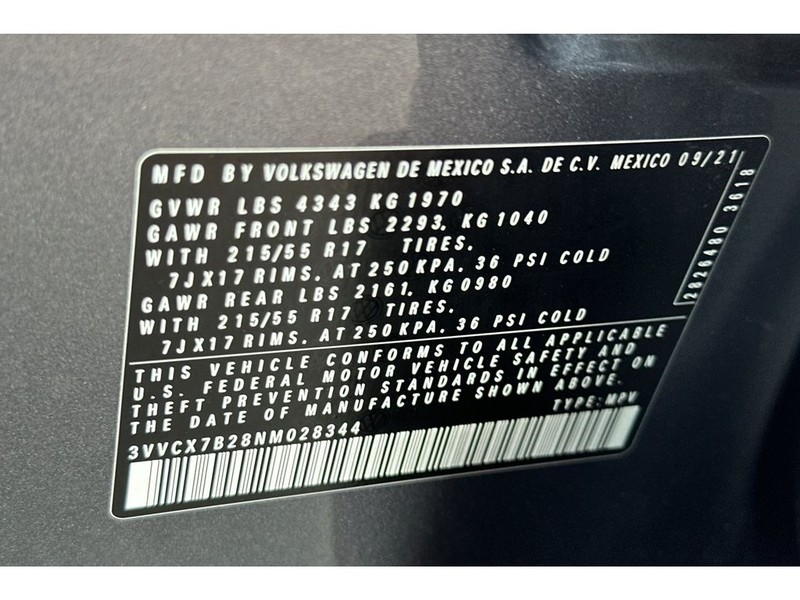 MFD BY VOLKSWAGEN DE MEXICO S.A. DE C.V. MEXICO 09/21
GVWR LBS 4343 KG 1970
GAWR FRONT LBS 2293, KG 1040
WITH 215/55 R17 TIRES.
7JX17 RIMS. AT 250 KPA. 36 PSI COLD
GAWR REAR LBS 2161, KG 0980
WITH 215/55 R17 TIRES.
7JX17 RIMS. AT 250 KPA. 36 PSI COLD
2826480 3618
THIS VEHICLE CONFORMS TO ALL APPLICABLE
U.S. FEDERAL MOTOR VEHICLE SAFETY AND
THEFT PREVENTION STANDARDS IN EFFECT ON
THE DATE OF MANUFACTURE SHOWN ABOVE.
3VVCX7B28NM028344 TYPE: MPV